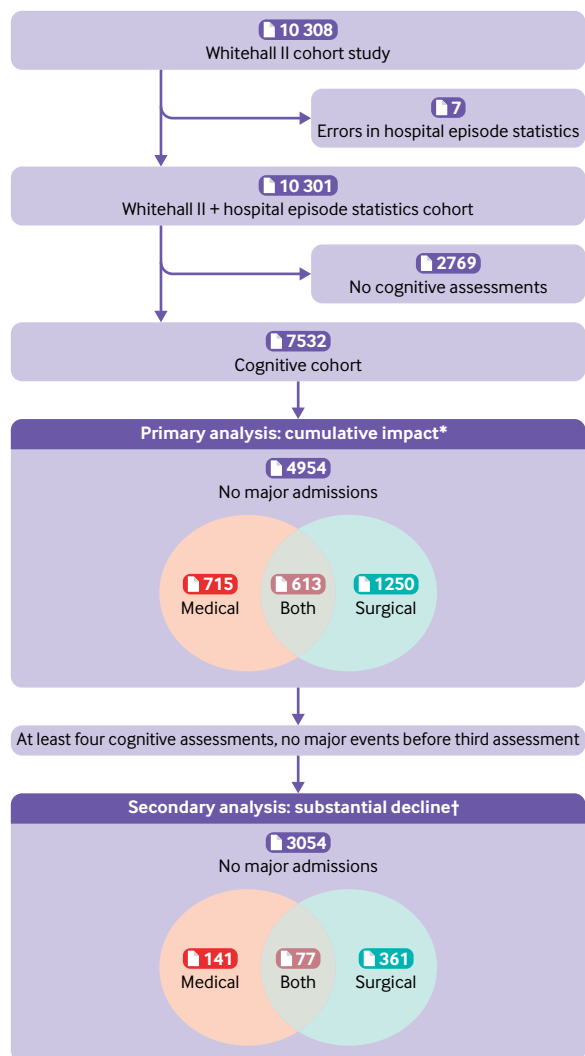 10 308
Whitehall II cohort study
7
Errors in hospital episode statistics
10 301
Whitehall II + hospital episode statistics cohort
2769
No cognitive assessments
7532
Cognitive cohort
Primary analysis: cumulative impact*
4954
No major admissions
715 613 1250
Medical Both Surgical
At least four cognitive assessments, no major events before third assessment
Secondary analysis: substantial decline†
3054
No major admissions
141 77 361
Medical Both Surgical